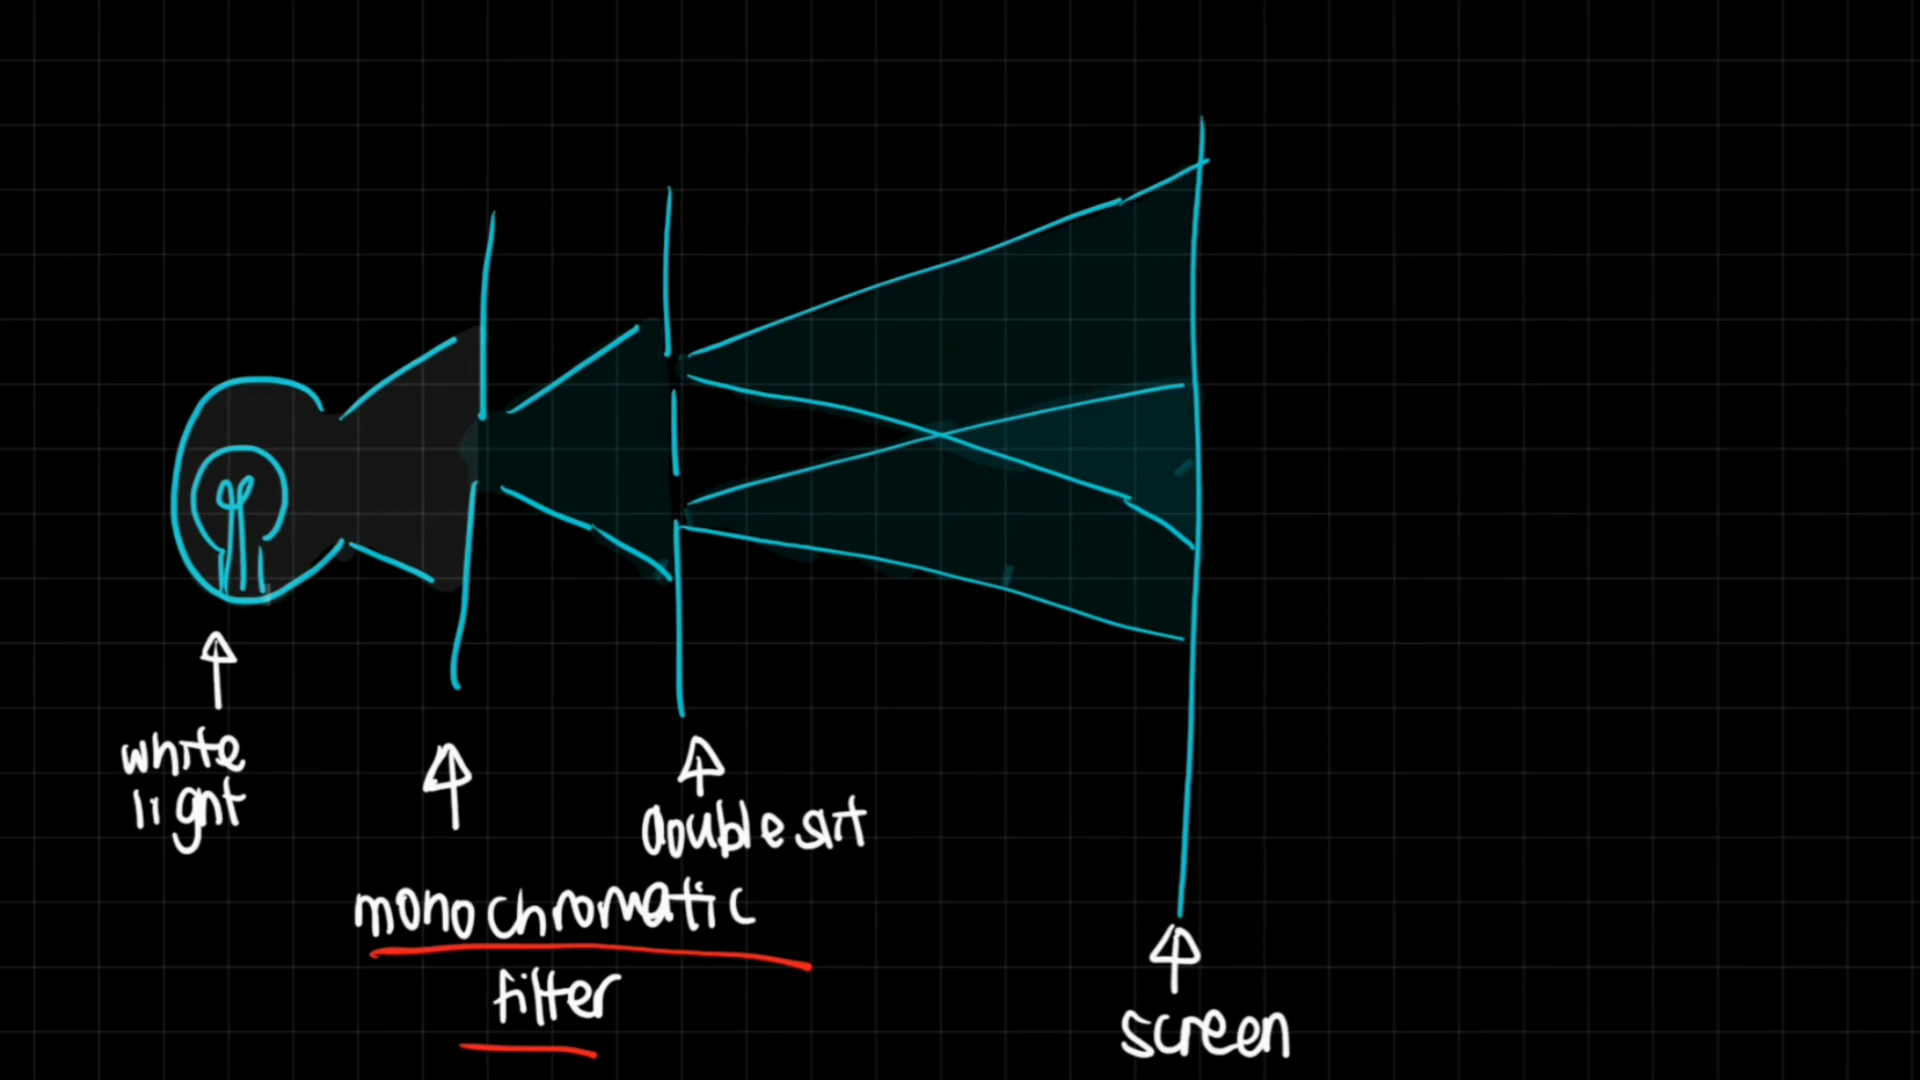 white
light
double slit
monochromatic
filter
screen